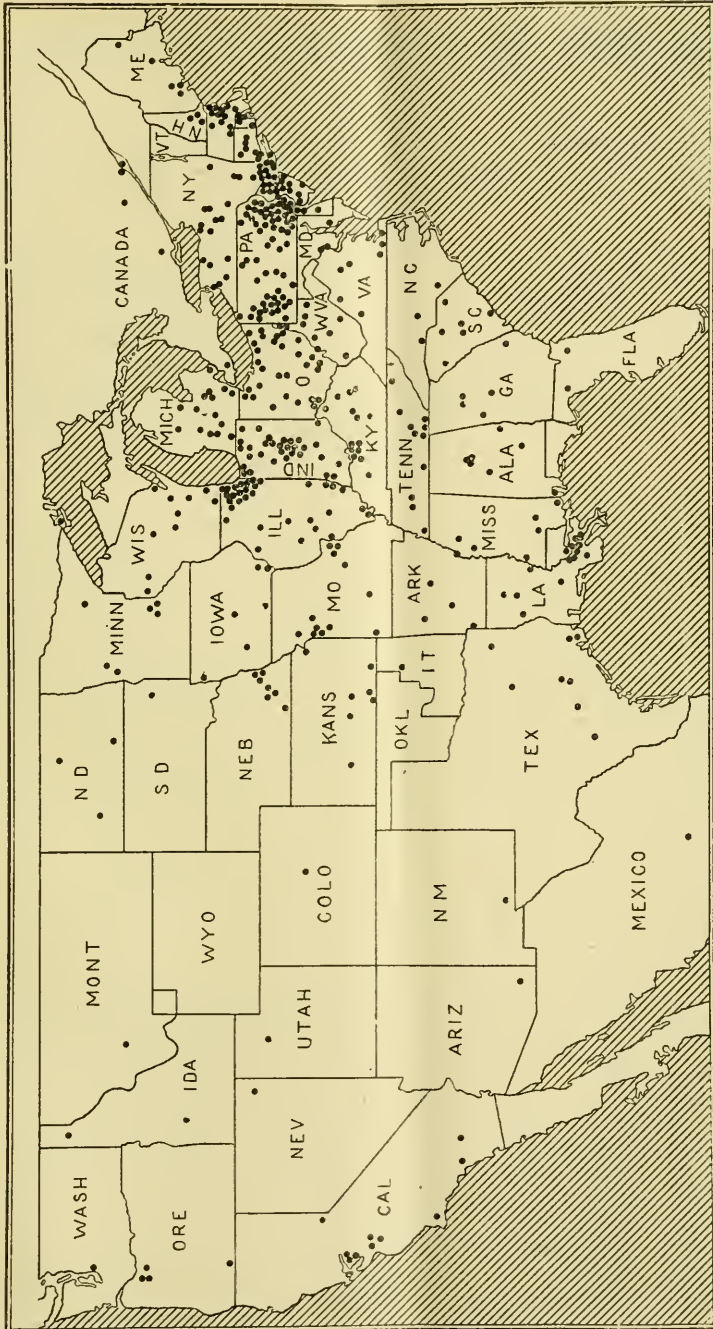 WASH
MONT
ND
MINN
ORE
IDA
WYO
SD
WIS
MICH
CANADA
ME
VT
NH
NY
NEV
UTAH
COLO
NEB
IOWA
ILL
IND
O
PA
MD
WVA
VA
CAL
ARIZ
NM
KANS
MO
KY
OKL
IT
ARK
TENN
NC
SC
TEX
LA
MISS
ALA
GA
FLA
MEXICO